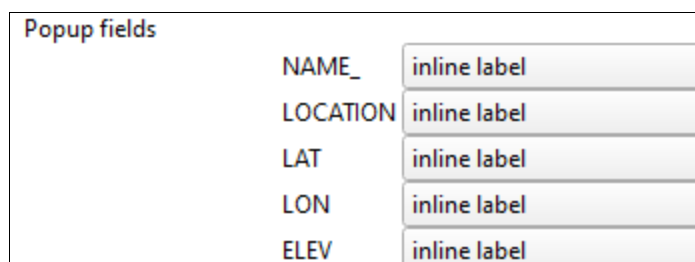 Popup fields
NAME_ inline label
LOCATION inline label
LAT inline label
LON inline label
ELEV inline label